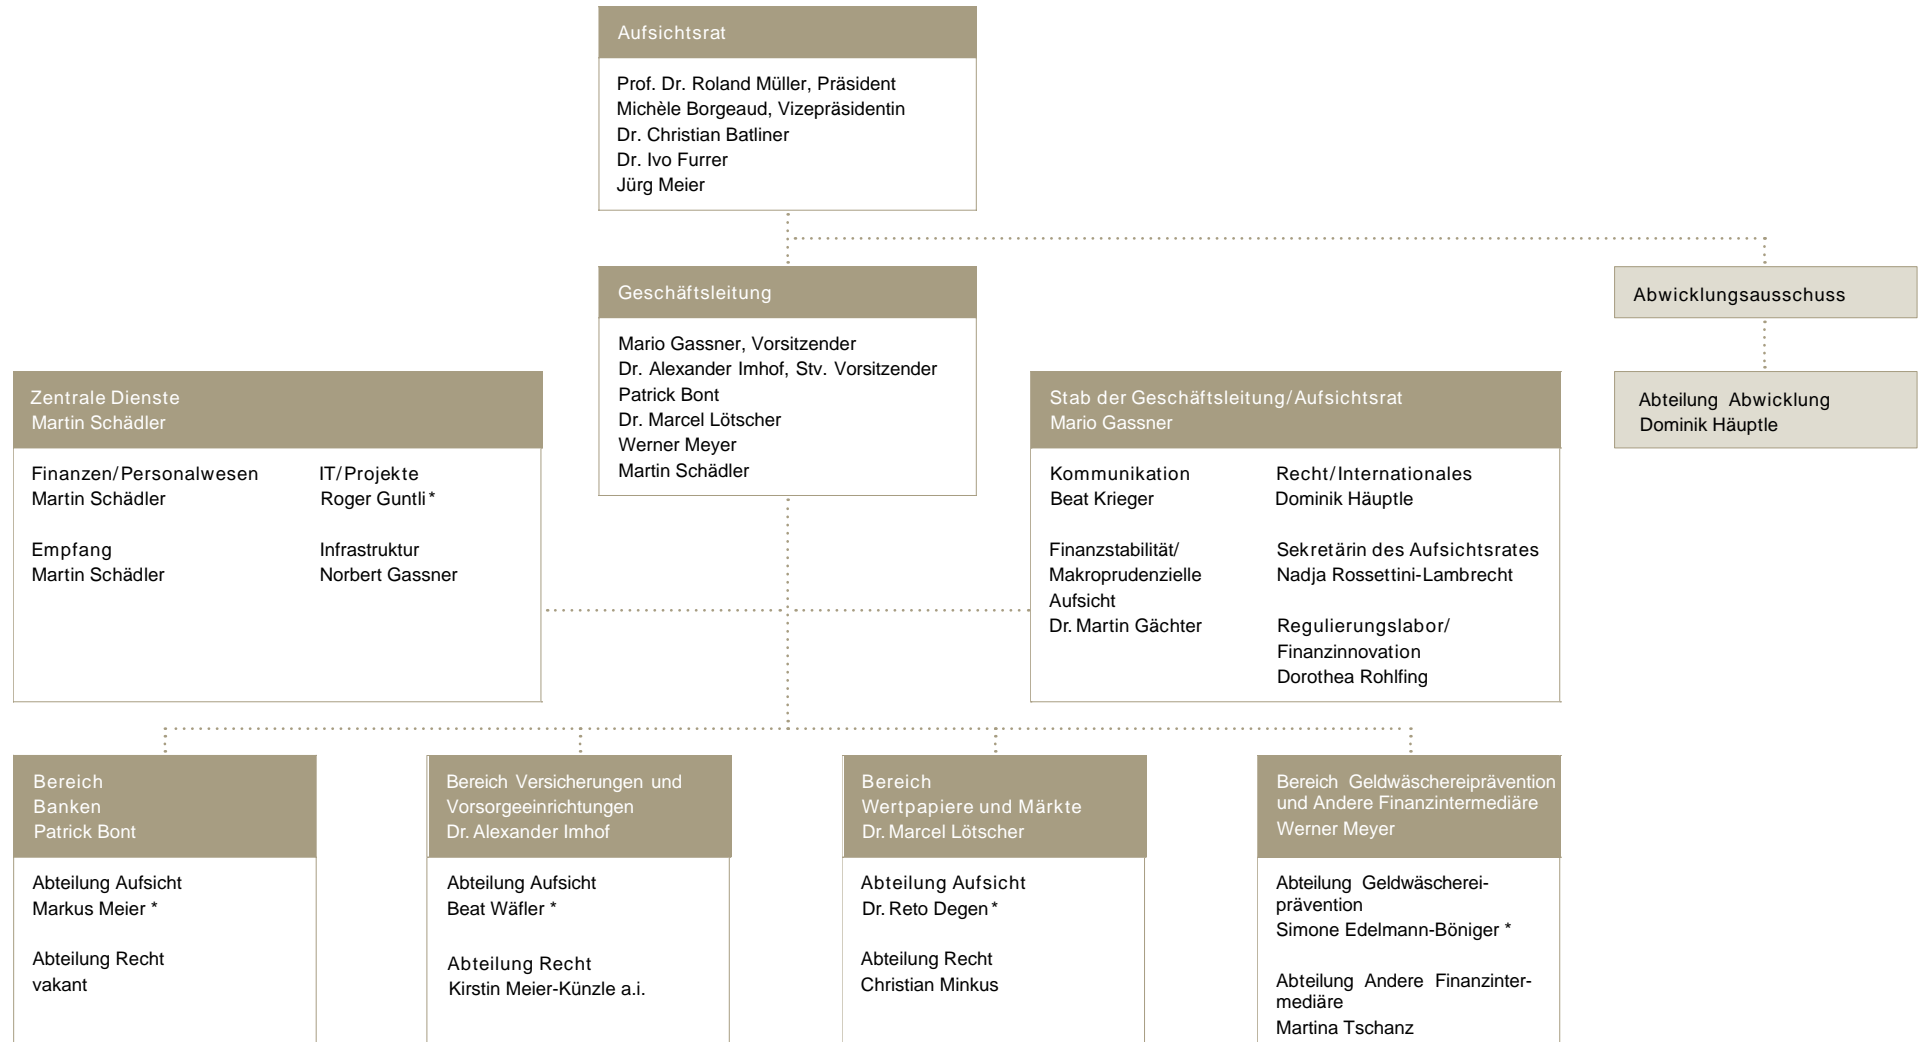 Aufsichtsrat
Prof. Dr. Roland Müller, Präsident
Michèle Borgeaud, Vizepräsidentin
Dr. Christian Batliner
Dr. Ivo Furrer
Jürg Meier
Geschäftsleitung
Mario Gassner, Vorsitzender
Dr. Alexander Imhof, Stv. Vorsitzender
Patrick Bont
Dr. Marcel Lötscher
Werner Meyer
Martin Schädler
Abwicklungsausschuss
Abteilung Abwicklung
Dominik Häuptle
Zentrale Dienste
Martin Schädler
Finanzen/Personalwesen
Martin Schädler
Empfang
Martin Schädler
IT/Projekte
Roger Guntli *
Infrastruktur
Norbert Gassner
Stab der Geschäftsleitung/Aufsichtsrat
Mario Gassner
Kommunikation
Beat Krieger
Finanzstabilität/
Makroprudenzielle
Aufsicht
Dr. Martin Gächter
Recht/Internationales
Dominik Häuptle
Sekretärin des Aufsichtsrates
Nadja Rossettini-Lambrecht
Regulierungslabor/
Finanzinnovation
Dorothea Rohlfing
Bereich
Banken
Patrick Bont
Abteilung Aufsicht
Markus Meier *
Abteilung Recht
vakant
Bereich Versicherungen und
Vorsorgeeinrichtungen
Dr. Alexander Imhof
Abteilung Aufsicht
Beat Wäfler *
Abteilung Recht
Kirstin Meier-Künzle a.i.
Bereich
Wertpapiere und Märkte
Dr. Marcel Lötscher
Abteilung Aufsicht
Dr. Reto Degen *
Abteilung Recht
Christian Minkus
Bereich Geldwäschereiprävention
und Andere Finanzintermediäre
Werner Meyer
Abteilung Geldwäscherei-
prävention
Simone Edelmann-Böniger *
Abteilung Andere Finanzinter-
mediäre
Martina Tschanz